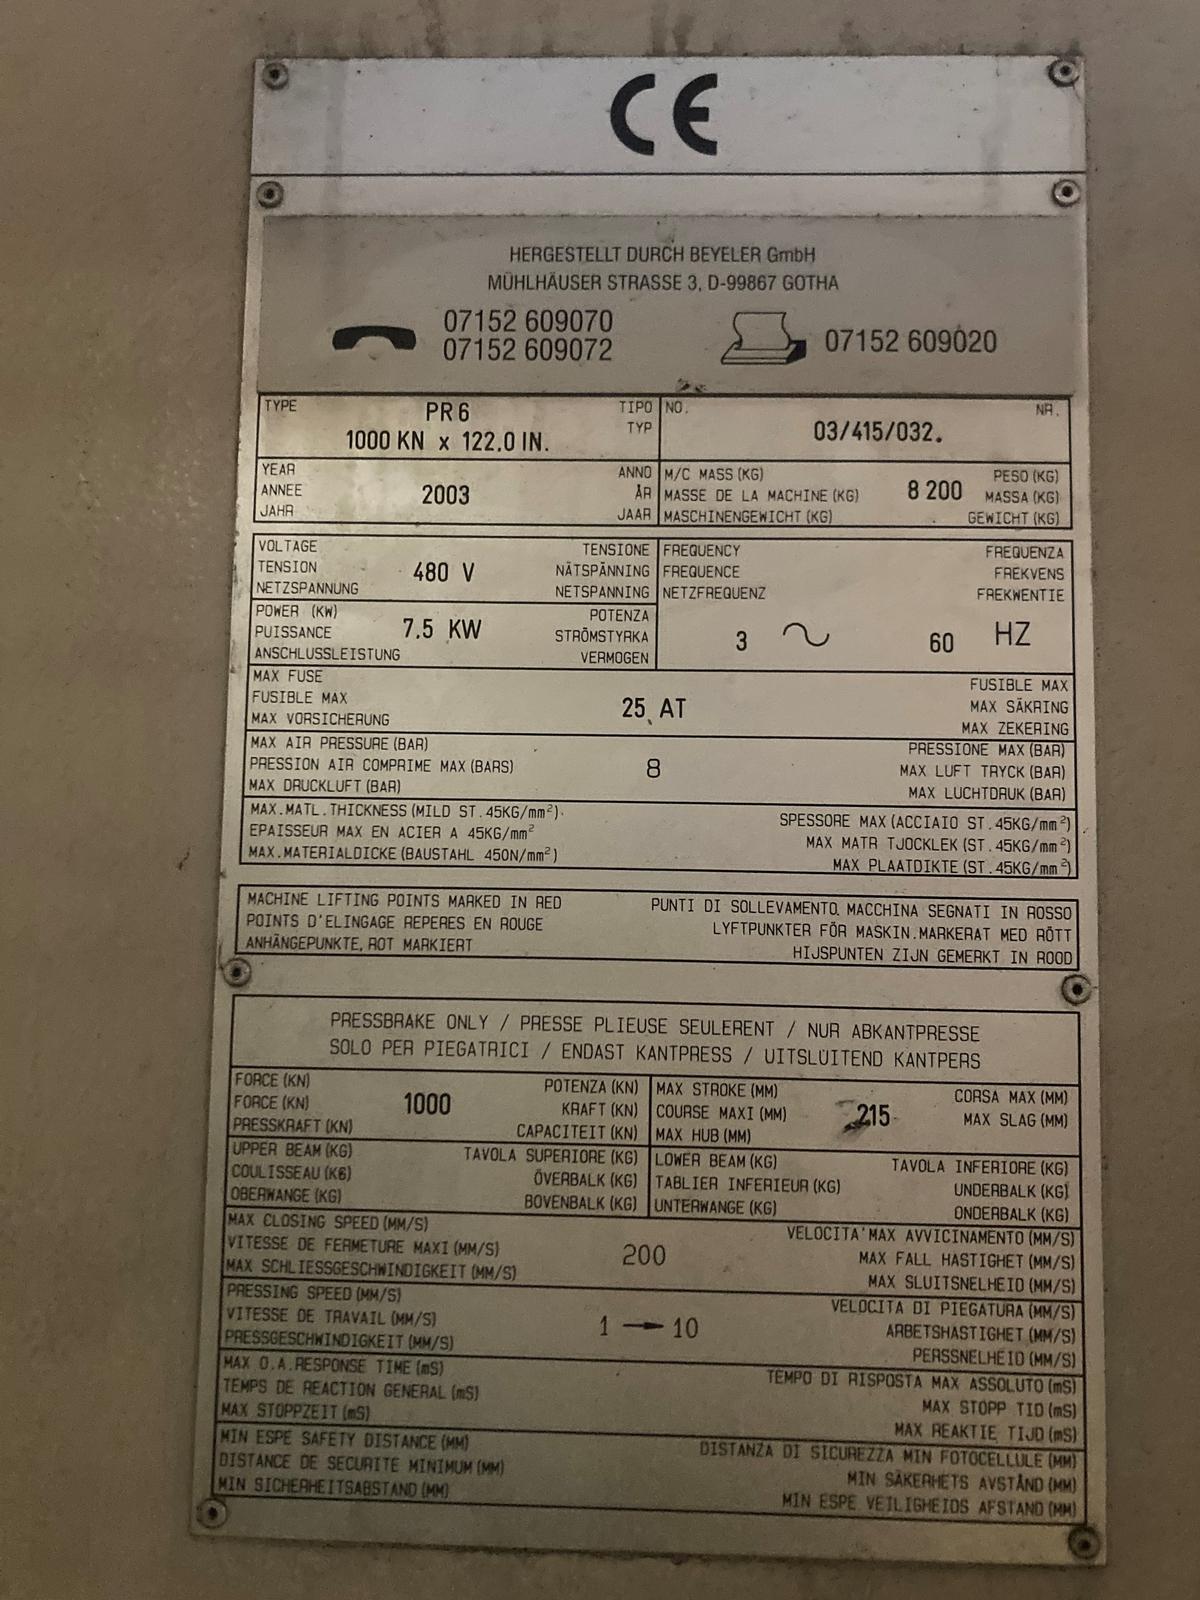 CE
HERGESTELLT DURCH BEYELER GmbH
MÜHLHÄUSER STRASSE 3, D-99867 GOTHA
07152 609070
07152 609072
07152 609020
TYPE PR 6 TIPO
1000 KN x 122.0 IN. TYP
NO. NR.
03/415/032.
YEAR ANNO
ANNEE 2003 ÅR
JAHR JAAR
M/C MASS (KG) PESO (KG)
MASSE DE LA MACHINE (KG) 8 200 MASSA (KG)
MASCHINENGEWICHT (KG) GEWICHT (KG)
VOLTAGE TENSIONE
TENSION 480 V NÄTSPÄNNING
NETZSPANNUNG NETSPANNING
POWER (KW) POTENZA
PUISSANCE 7.5 KW STRÖMSTYRKA
ANSCHLUSSLEISTUNG VERMOGEN
FREQUENCY FREQUENZA
FREQUENCE FREKVENS
NETZFREQUENZ FREKWENTIE
3 ~ 60 HZ
MAX FUSE FUSIBLE MAX
FUSIBLE MAX 25 AT MAX SÄKRING
MAX VORSICHERUNG MAX ZEKERING
MAX AIR PRESSURE (BAR) PRESSIONE MAX (BAR)
PRESSION AIR COMPRIME MAX (BARS) 8 MAX LUFT TRYCK (BAR)
MAX DRUCKLUFT (BAR) MAX LUCHTDRUK (BAR)
MAX.MATL.THICKNESS (MILD ST.45KG/mm²) SPESSORE MAX (ACCIAIO ST.45KG/mm²)
EPAISSEUR MAX EN ACIER A 45KG/mm² MAX MATR TJOCKLEK (ST.45KG/mm²)
MAX.MATERIALDICKE (BAUSTAHL 450N/mm²) MAX PLAATDIKTE (ST.45KG/mm²)
MACHINE LIFTING POINTS MARKED IN RED PUNTI DI SOLLEVAMENTO. MACCHINA SEGNATI IN ROSSO
POINTS D'ELINGAGE REPERES EN ROUGE LYFTPUNKTER FÖR MASKIN.MARKERAT MED RÖTT
ANHÄNGEPUNKTE, ROT MARKIERT HIJSPUNTEN ZIJN GEMERKT IN ROOD
PRESSBRAKE ONLY / PRESSE PLIEUSE SEULERENT / NUR ABKANTPRESSE
SOLO PER PIEGATRICI / ENDAST KANTPRESS / UITSLUITEND KANTPERS
FORCE (KN) POTENZA (KN)
FORCE (KN) 1000 KRAFT (KN)
PRESSKRAFT (KN) CAPACITEIT (KN)
MAX STROKE (MM) CORSA MAX (MM)
COURSE MAXI (MM) 215 MAX SLAG (MM)
MAX HUB (MM)
UPPER BEAM (KG) TAVOLA SUPERIORE (KG)
COULISSEAU (KG) ÖVERBALK (KG)
OBERWANGE (KG) BOVENBALK (KG)
LOWER BEAM (KG) TAVOLA INFERIORE (KG)
TABLIER INFERIEUR (KG) UNDERBALK (KG)
UNTERWANGE (KG) ONDERBALK (KG)
MAX CLOSING SPEED (MM/S) VELOCITA'MAX AVVICINAMENTO (MM/S)
VITESSE DE FERMETURE MAXI (MM/S) 200 MAX FALL HASTIGHET (MM/S)
MAX SCHLIESSGESCHWINDIGKEIT (MM/S) MAX SLUITSNELHEID (MM/S)
PRESSING SPEED (MM/S) VELOCITA DI PIEGATURA (MM/S)
VITESSE DE TRAVAIL (MM/S) 1 → 10 ARBETSHASTIGHET (MM/S)
PRESSGESCHWINDIGKEIT (MM/S) PERSSNELHEID (MM/S)
MAX O.A.RESPONSE TIME (mS) TEMPO DI RISPOSTA MAX ASSOLUTO (mS)
TEMPS DE REACTION GENERAL (mS) MAX STOPP TID (mS)
MAX STOPPZEIT (mS) MAX REAKTIE TIJD (mS)
MIN ESPE SAFETY DISTANCE (MM) DISTANZA DI SICUREZZA MIN FOTOCELLULE (MM)
DISTANCE DE SECURITE MINIMUM (MM) MIN SÄKERHETS AVSTÅND (MM)
MIN SICHERHEITSABSTAND (MM) MIN ESPE VEILIGHEIDS AFSTAND (MM)